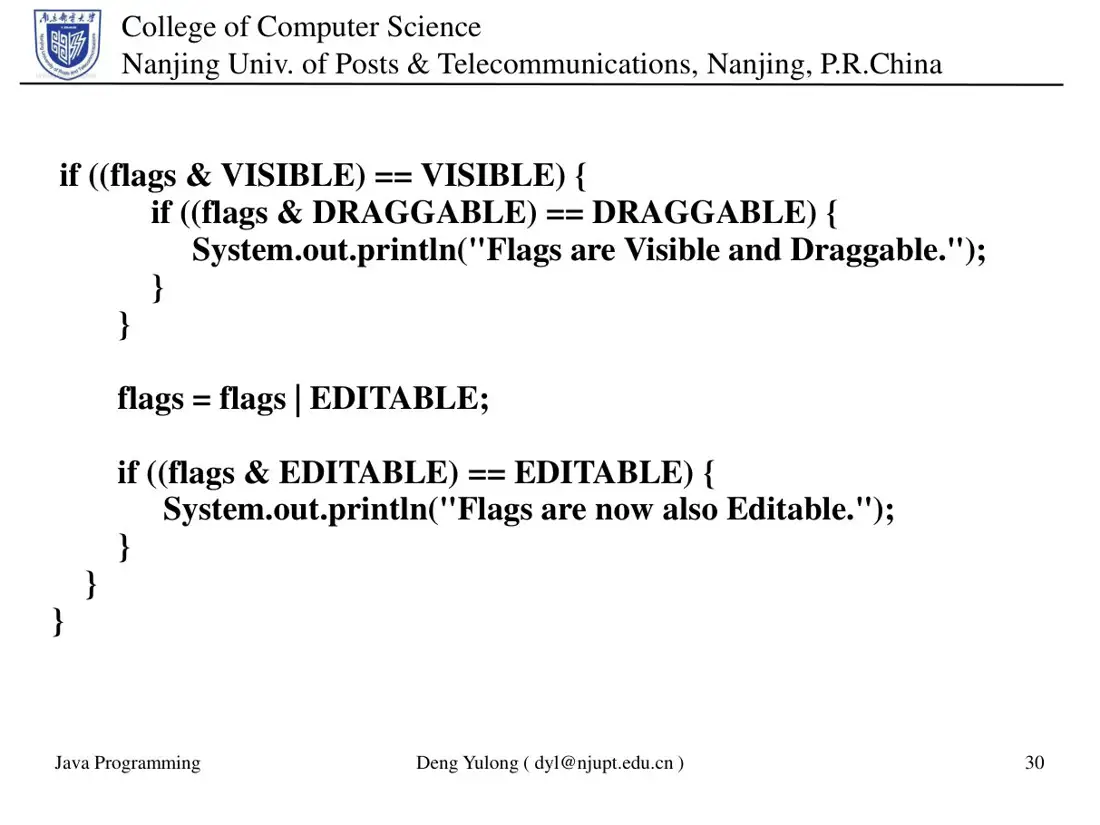 College of Computer Science
Nanjing Univ. of Posts & Telecommunications, Nanjing, P.R.China
if ((flags & VISIBLE) == VISIBLE) {
if ((flags & DRAGGABLE) == DRAGGABLE) {
System.out.println("Flags are Visible and Draggable.");
}
}
flags = flags | EDITABLE;
if ((flags & EDITABLE) == EDITABLE) {
System.out.println("Flags are now also Editable.");
}
}
}
Java Programming
Deng Yulong ( dyl@njupt.edu.cn )
30